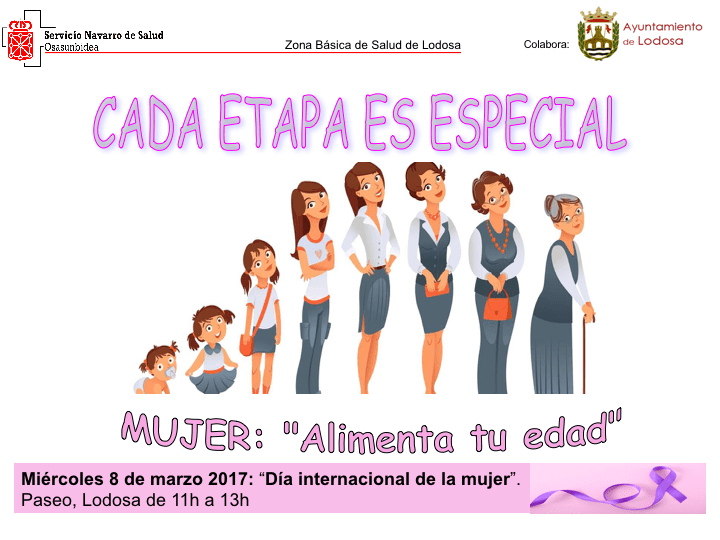 Servicio Navarro de Salud
Osasunbidea
Zona Básica de Salud de Lodosa
Colabora:
Ayuntamiento
de Lodosa
CADA ETAPA ES ESPECIAL
MUJER: "Alimenta tu edad"
Miércoles 8 de marzo 2017: “Día internacional de la mujer”.
Paseo, Lodosa de 11h a 13h